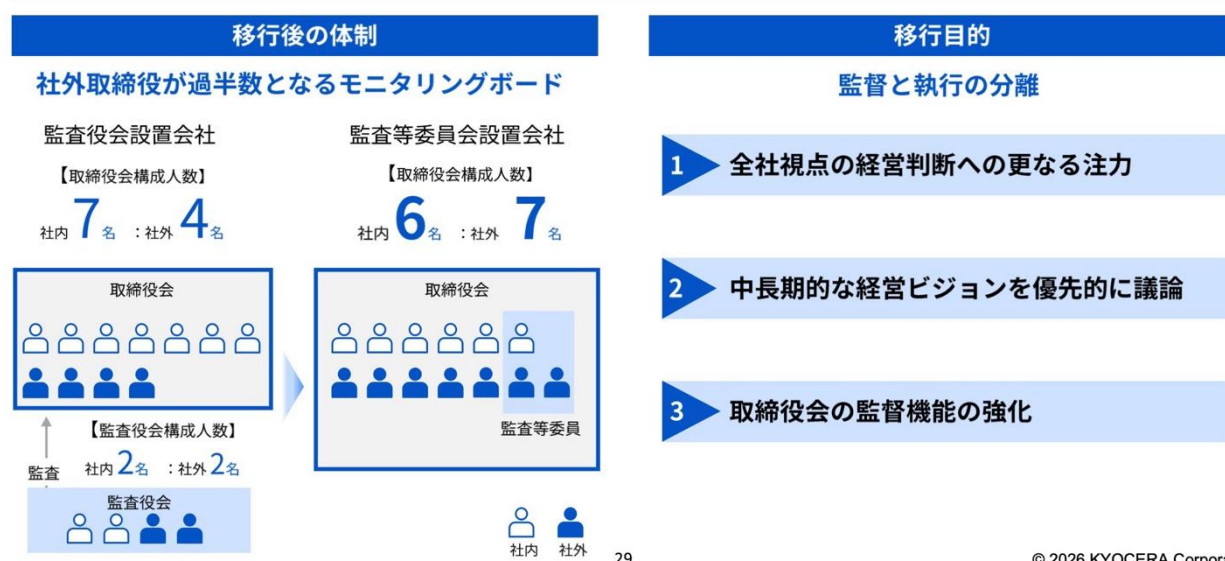 移行後の体制
社外取締役が過半数となるモニタリングボード
監査役会設置会社
【取締役会構成人数】
社内 7名 ：社外 4名
取締役会
監査
【監査役会構成人数】
社内 2名 ：社外 2名
監査役会
監査等委員会設置会社
【取締役会構成人数】
社内 6名 ：社外 7名
取締役会
監査等委員
社内 社外
移行目的
監督と執行の分離
1 全社視点の経営判断への更なる注力
2 中長期的な経営ビジョンを優先的に議論
3 取締役会の監督機能の強化
29
© 2026 KYOCERA